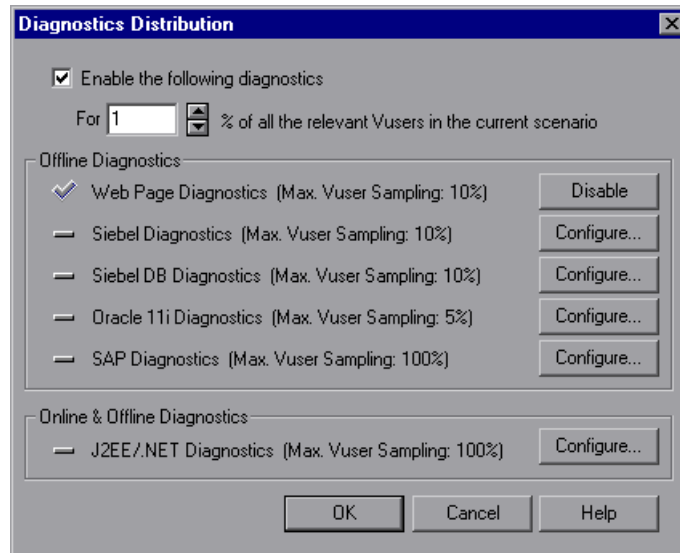 Diagnostics Distribution
Enable the following diagnostics
For 1 % of all the relevant Vusers in the current scenario
Offline Diagnostics
Web Page Diagnostics (Max. Vuser Sampling: 10%) Disable
Siebel Diagnostics (Max. Vuser Sampling: 10%) Configure...
Siebel DB Diagnostics (Max. Vuser Sampling: 10%) Configure...
Oracle 11i Diagnostics (Max. Vuser Sampling: 5%) Configure...
SAP Diagnostics (Max. Vuser Sampling: 100%) Configure...
Online & Offline Diagnostics
J2EE/.NET Diagnostics (Max. Vuser Sampling: 100%) Configure...
OK Cancel Help